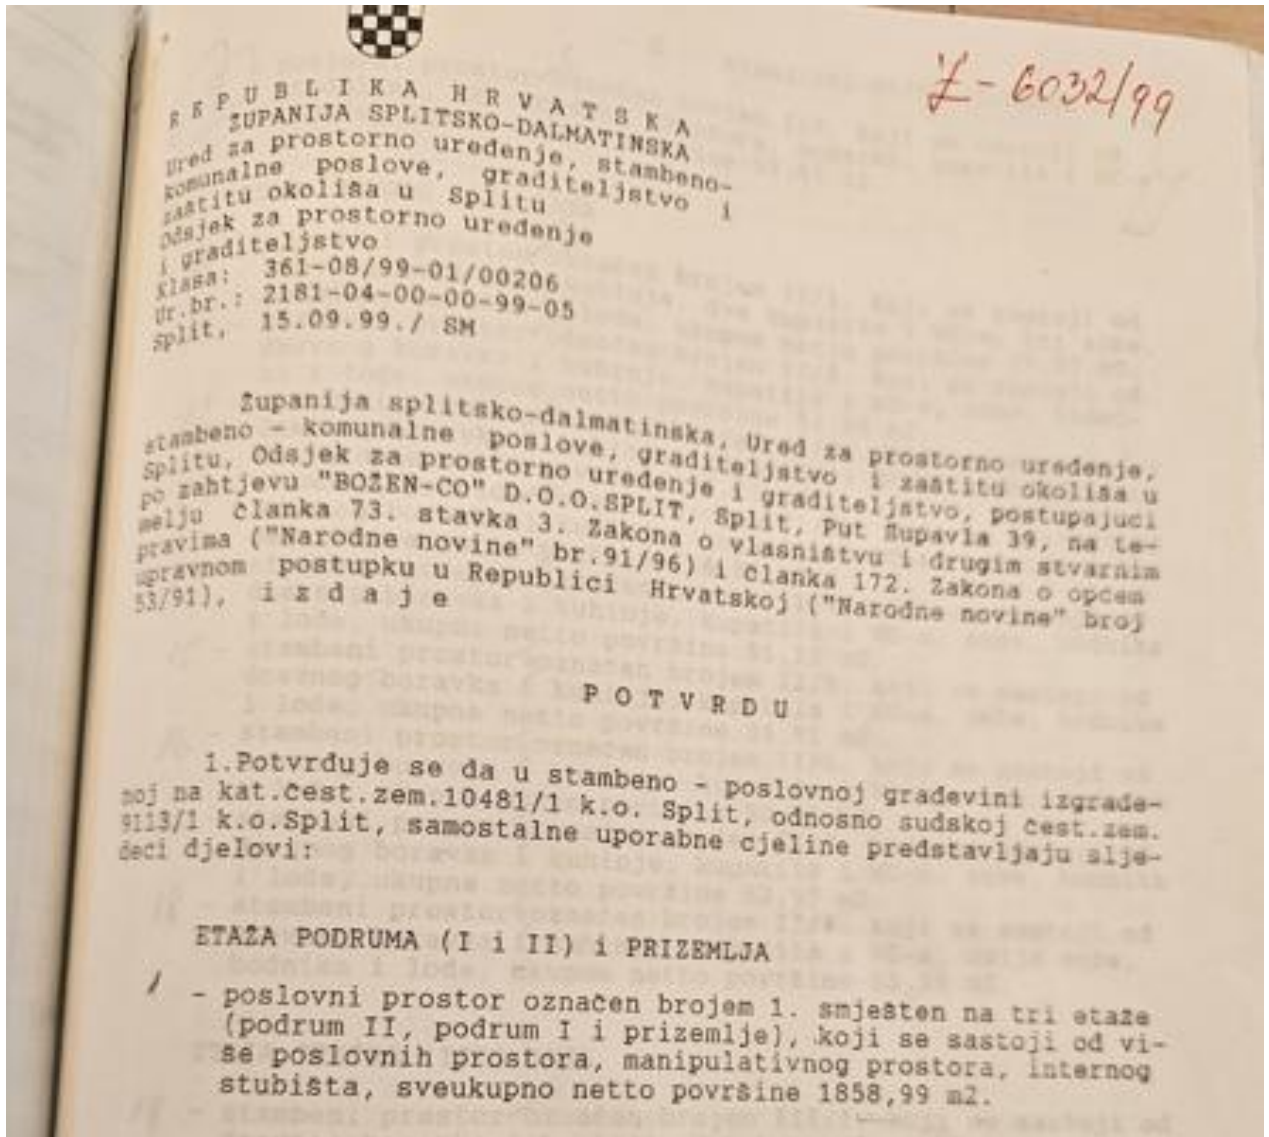 Z - 6032/99
R E P U B L I K A  H R V A T S K A
ŽUPANIJA SPLITSKO-DALMATINSKA
Ured za prostorno uređenje, stambeno-
komunalne poslove, graditeljstvo i
zaštitu okoliša u Splitu
Odsjek za prostorno uređenje
i graditeljstvo
Klasa: 361-08/99-01/00206
Ur.br.: 2181-04-00-00-99-05
Split, 15.09.99./ SM
Županija splitsko-dalmatinska, Ured za prostorno uređenje,
stambeno - komunalne poslove, graditeljstvo i zaštitu okoliša u
Splitu, Odsjek za prostorno uređenje i graditeljstvo, postupajući
po zahtjevu "BOŽEN-CO" D.O.O.SPLIT, Split, Put Supavla 39, na te-
melju članka 73. stavka 3. Zakona o vlasništvu i drugim stvarnim
pravima ("Narodne novine" br.91/96) i članka 172. Zakona o općem
upravnom postupku u Republici Hrvatskoj ("Narodne novine" broj
53/91), i z d a j e
P O T V R D U
1.Potvrđuje se da u stambeno - poslovnoj građevini izgrađe-
noj na kat.čest.zem.10481/1 k.o. Split, odnosno sudskoj čest.zem.
9113/1 k.o.Split, samostalne uporabne cjeline predstavljaju slje-
deći djelovi:
ETAŽA PODRUMA (I i II) i PRIZEMLJA
- poslovni prostor označen brojem 1. smješten na tri etaže
(podrum II, podrum I i prizemlje), koji se sastoji od vi-
še poslovnih prostora, manipulativnog prostora, internog
stubišta, sveukupno netto površine 1858,99 m2.